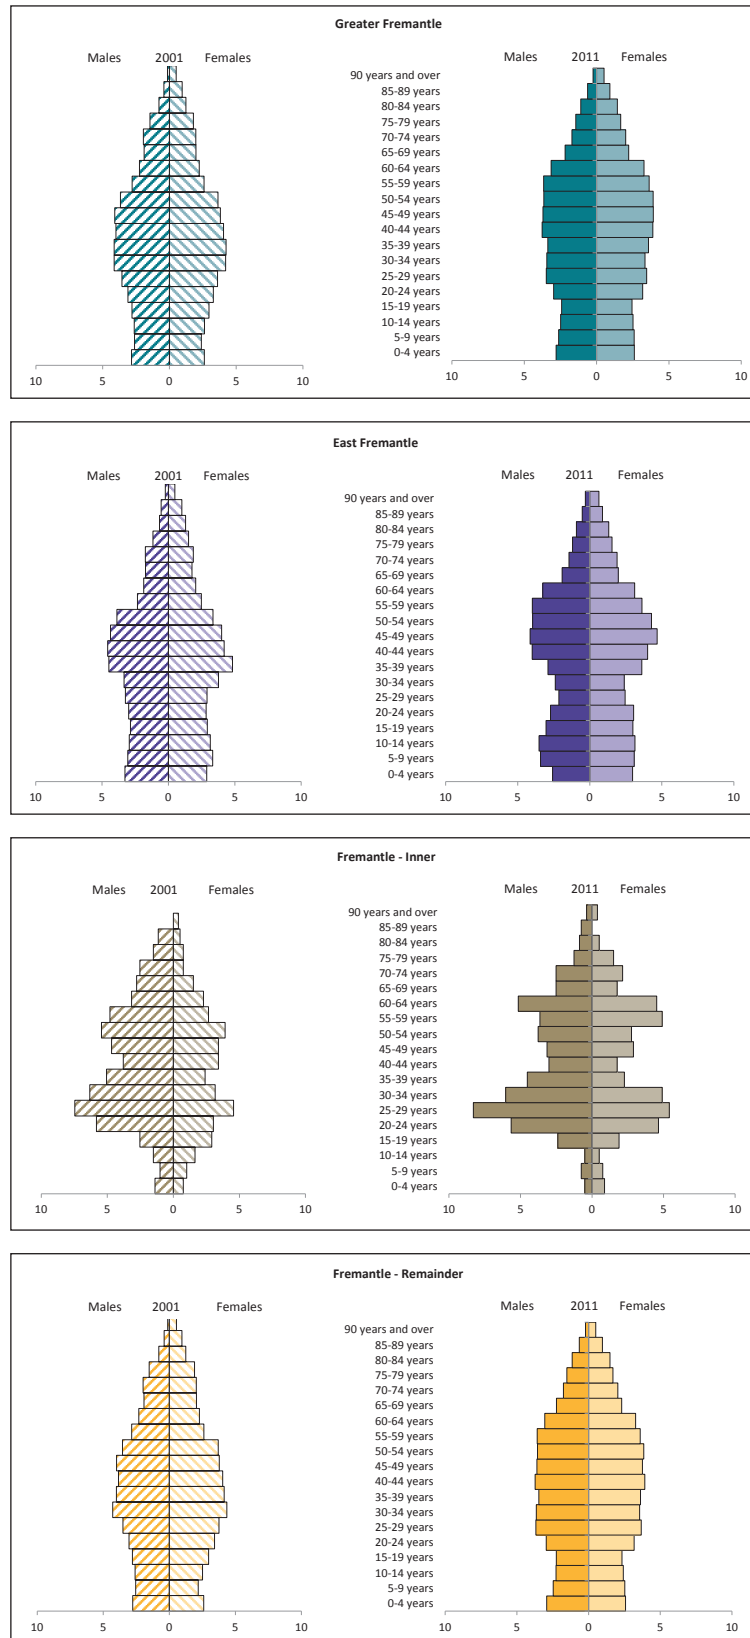 Greater Fremantle
Males 2001 Females
Males 2011 Females
90 years and over
85-89 years
80-84 years
75-79 years
70-74 years
65-69 years
60-64 years
55-59 years
50-54 years
45-49 years
40-44 years
35-39 years
30-34 years
25-29 years
20-24 years
15-19 years
10-14 years
5-9 years
0-4 years
10 5 0 5 10
10 5 0 5 10
East Fremantle
Males 2001 Females
Males 2011 Females
90 years and over
85-89 years
80-84 years
75-79 years
70-74 years
65-69 years
60-64 years
55-59 years
50-54 years
45-49 years
40-44 years
35-39 years
30-34 years
25-29 years
20-24 years
15-19 years
10-14 years
5-9 years
0-4 years
10 5 0 5 10
10 5 0 5 10
Fremantle - Inner
Males 2001 Females
Males 2011 Females
90 years and over
85-89 years
80-84 years
75-79 years
70-74 years
65-69 years
60-64 years
55-59 years
50-54 years
45-49 years
40-44 years
35-39 years
30-34 years
25-29 years
20-24 years
15-19 years
10-14 years
5-9 years
0-4 years
10 5 0 5 10
10 5 0 5 10
Fremantle - Remainder
Males 2001 Females
Males 2011 Females
90 years and over
85-89 years
80-84 years
75-79 years
70-74 years
65-69 years
60-64 years
55-59 years
50-54 years
45-49 years
40-44 years
35-39 years
30-34 years
25-29 years
20-24 years
15-19 years
10-14 years
5-9 years
0-4 years
10 5 0 5 10
10 5 0 5 10